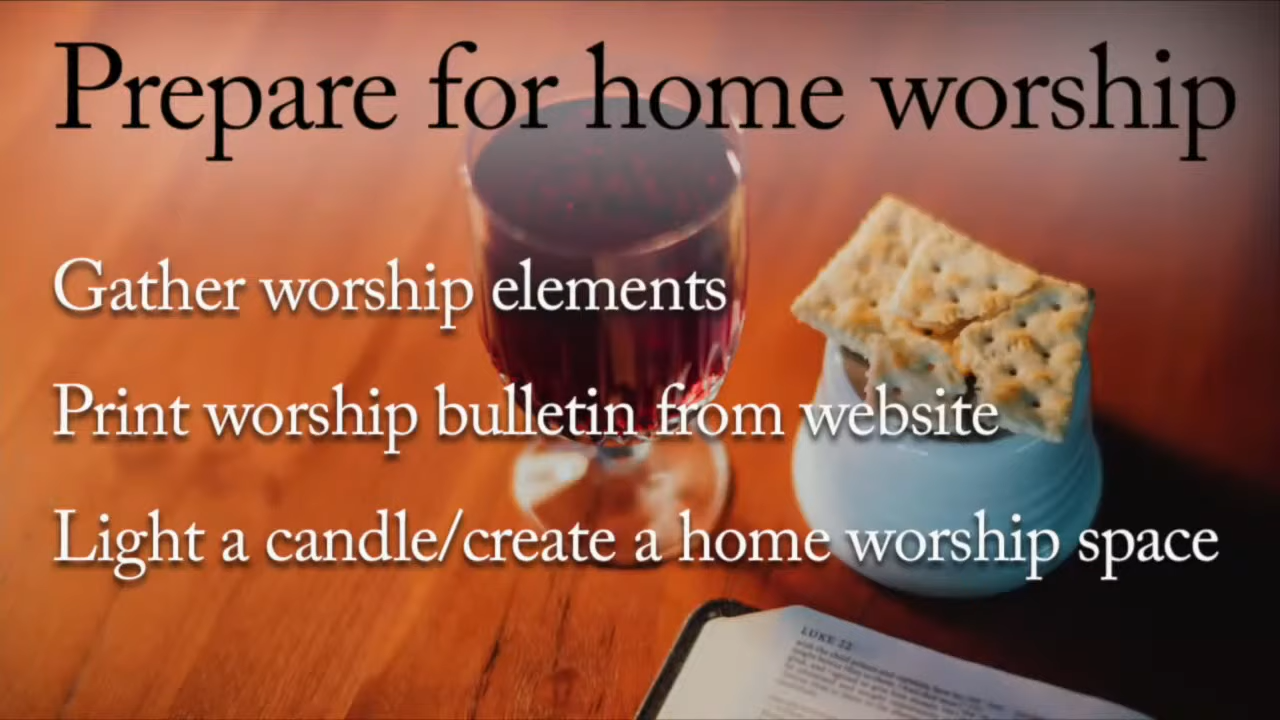 Prepare for home worship
Gather worship elements
Print worship bulletin from website
Light a candle/create a home worship space
LUKE 22